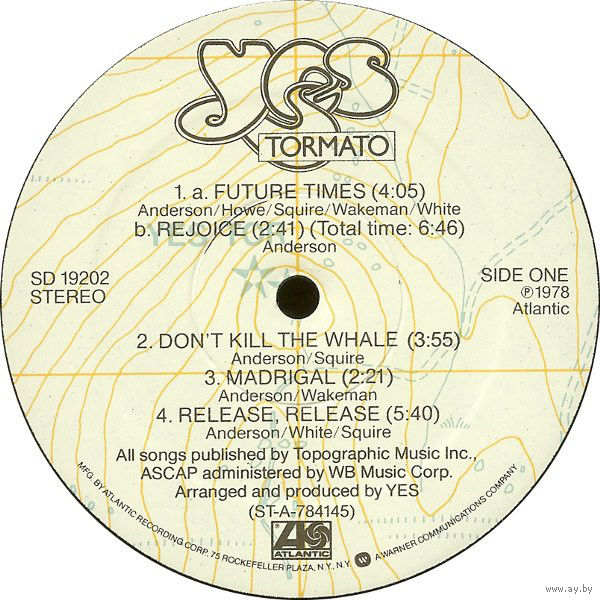 YES
TORMATO
1. a. FUTURE TIMES (4:05)
Anderson/Howe/Squire/Wakeman/White
b. REJOICE (2:41) (Total time: 6:46)
Anderson
YES TOR
SD 19202
STEREO
SIDE ONE
℗1978
Atlantic
2. DON'T KILL THE WHALE (3:55)
Anderson/Squire
3. MADRIGAL (2:21)
Anderson/Wakeman
4. RELEASE, RELEASE (5:40)
Anderson/White/Squire
All songs published by Topographic Music Inc.,
ASCAP administered by WB Music Corp.
Arranged and produced by YES
(ST-A-784145)
ATLANTIC
MFG. BY ATLANTIC RECORDING CORP. 75 ROCKEFELLER PLAZA, N.Y., N.Y. A WARNER COMMUNICATIONS COMPANY
www.ay.by